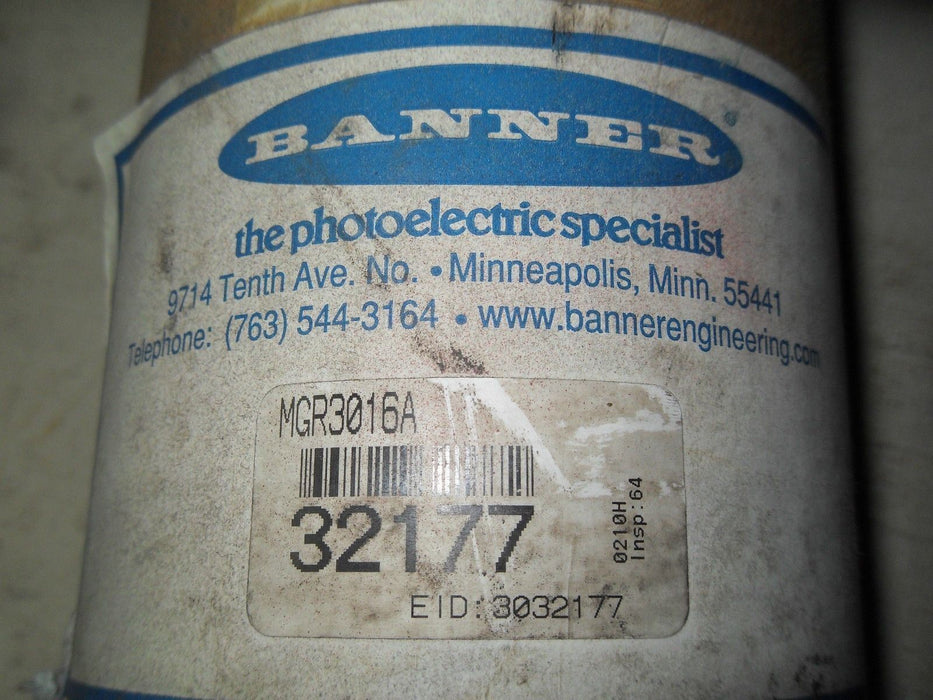 BANNER
the photoelectric specialist
9714 Tenth Ave. No. • Minneapolis, Minn. 55441
Telephone: (763) 544-3164 • www.bannerengineering.com
MGR3016A
32177
0210H
Insp:64
EID:3032177